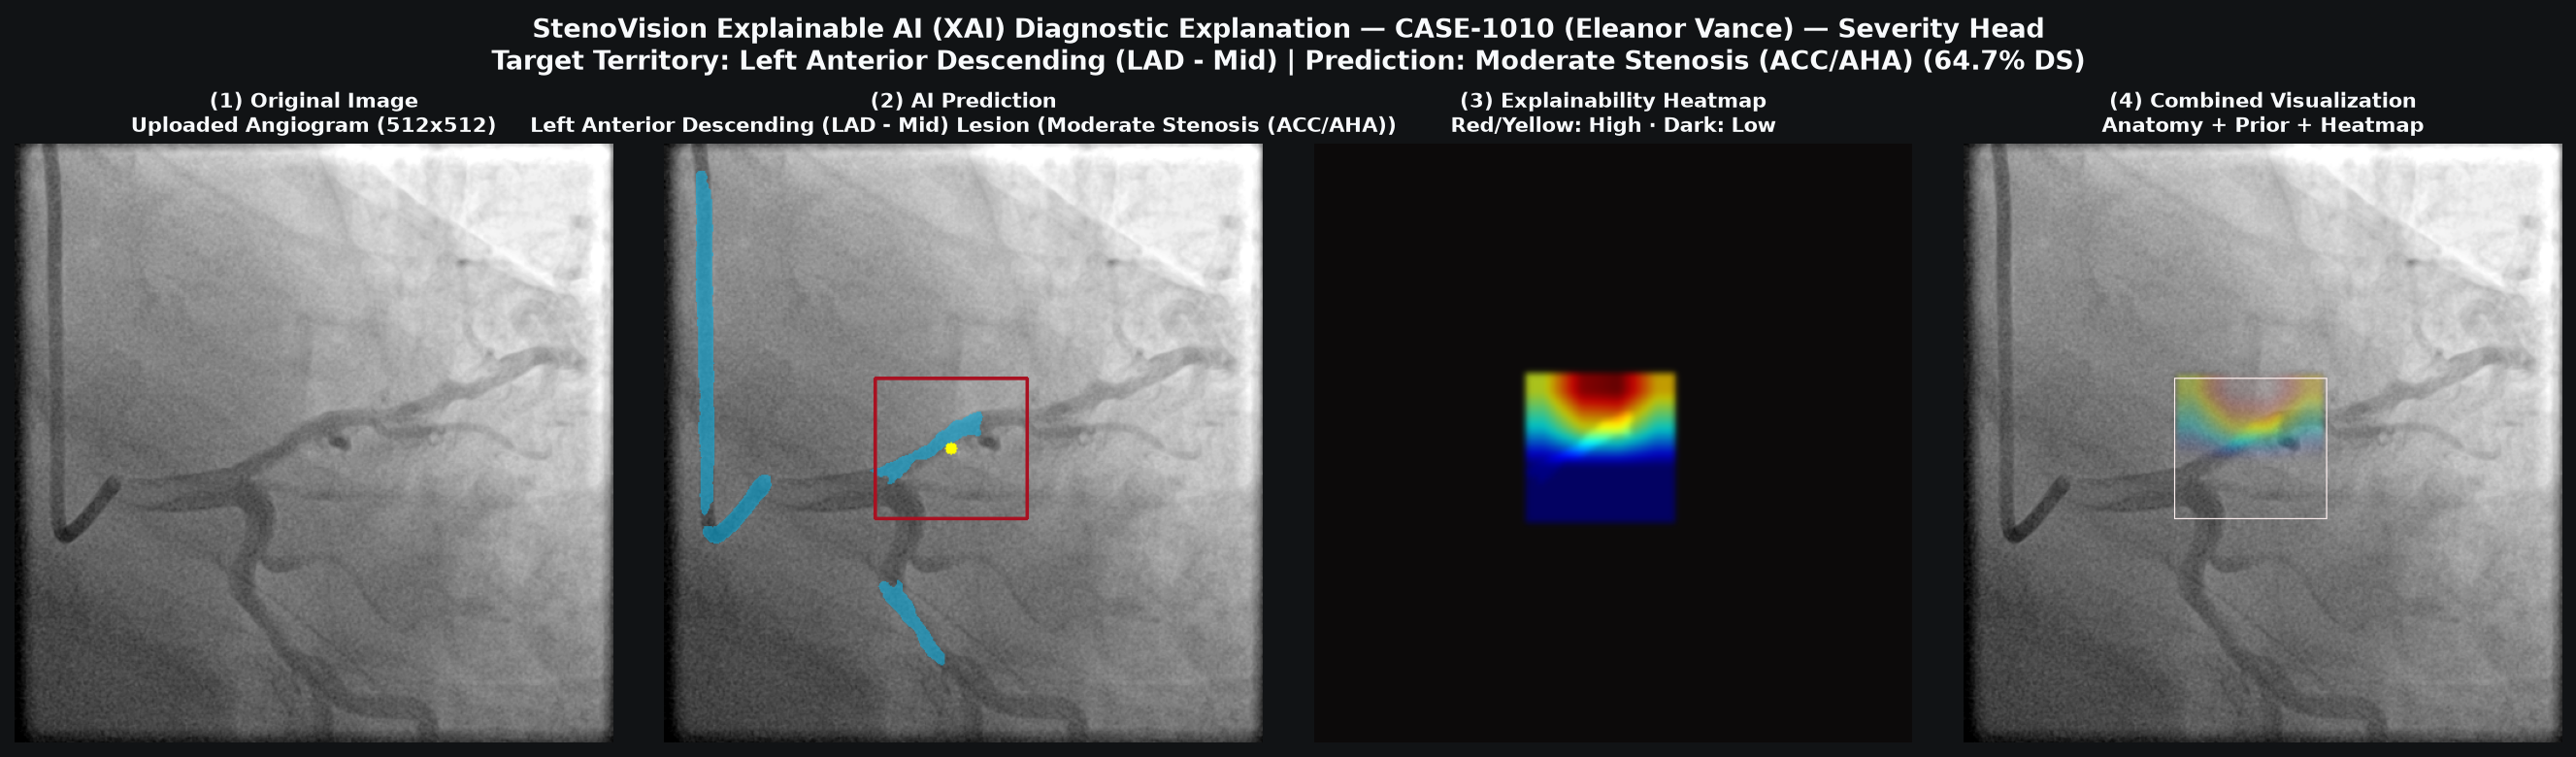 StenoVision Explainable AI (XAI) Diagnostic Explanation — CASE-1010 (Eleanor Vance) — Severity Head
Target Territory: Left Anterior Descending (LAD - Mid) | Prediction: Moderate Stenosis (ACC/AHA) (64.7% DS)
(1) Original Image
Uploaded Angiogram (512x512)
(2) AI Prediction
Left Anterior Descending (LAD - Mid) Lesion (Moderate Stenosis (ACC/AHA))
(3) Explainability Heatmap
Red/Yellow: High · Dark: Low
(4) Combined Visualization
Anatomy + Prior + Heatmap